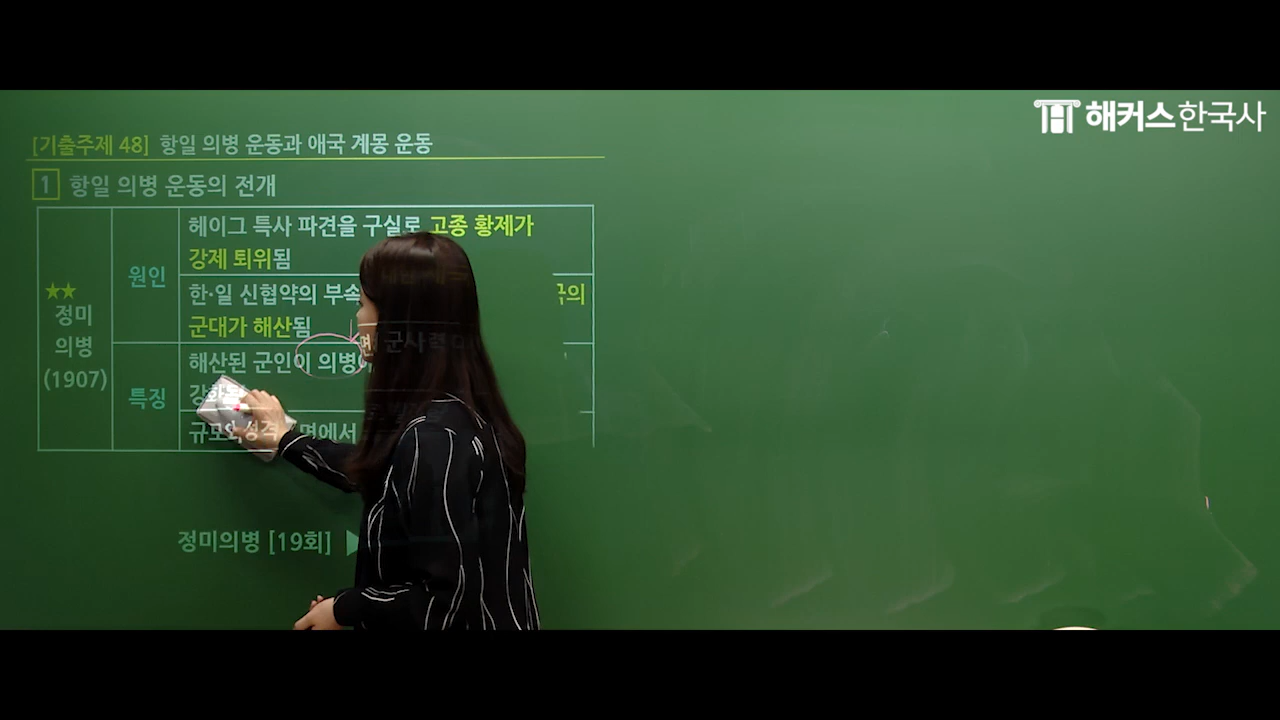 해커스한국사
[기출주제 48] 항일 의병 운동과 애국 계몽 운동
1 항일 의병 운동의 전개
★★
정미
의병
(1907)
원인
헤이그 특사 파견을 구실로 고종 황제가
강제 퇴위됨
한·일 신협약의 부속
군대가 해산됨
특징
해산된 군인이 의병에
규모와 성격 면에서
정미의병 [19회] ▶